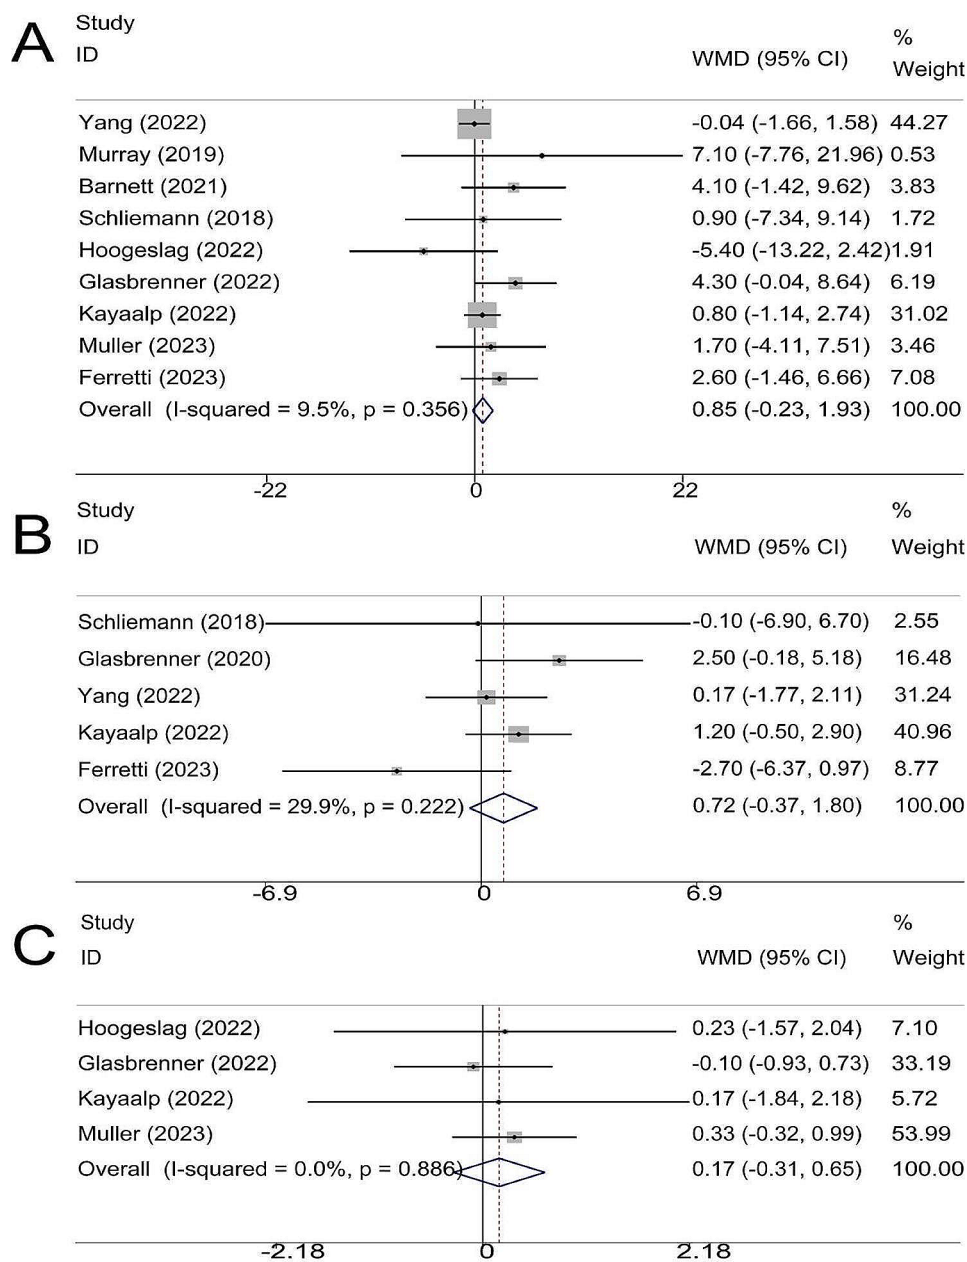 A
Study
ID
WMD (95% CI)
%
Weight
Yang (2022) -0.04 (-1.66, 1.58) 44.27
Murray (2019) 7.10 (-7.76, 21.96) 0.53
Barnett (2021) 4.10 (-1.42, 9.62) 3.83
Schliemann (2018) 0.90 (-7.34, 9.14) 1.72
Hoogeslag (2022) -5.40 (-13.22, 2.42) 1.91
Glasbrenner (2022) 4.30 (-0.04, 8.64) 6.19
Kayaalp (2022) 0.80 (-1.14, 2.74) 31.02
Muller (2023) 1.70 (-4.11, 7.51) 3.46
Ferretti (2023) 2.60 (-1.46, 6.66) 7.08
Overall (I-squared = 9.5%, p = 0.356) 0.85 (-0.23, 1.93) 100.00
-22 0 22
B
Study %
ID WMD (95% CI) Weight
Schliemann (2018) -0.10 (-6.90, 6.70) 2.55
Glasbrenner (2020) 2.50 (-0.18, 5.18) 16.48
Yang (2022) 0.17 (-1.77, 2.11) 31.24
Kayaalp (2022) 1.20 (-0.50, 2.90) 40.96
Ferretti (2023) -2.70 (-6.37, 0.97) 8.77
Overall (I-squared = 29.9%, p = 0.222) 0.72 (-0.37, 1.80) 100.00
-6.9 0 6.9
C
Study %
ID WMD (95% CI) Weight
Hoogeslag (2022) 0.23 (-1.57, 2.04) 7.10
Glasbrenner (2022) -0.10 (-0.93, 0.73) 33.19
Kayaalp (2022) 0.17 (-1.84, 2.18) 5.72
Muller (2023) 0.33 (-0.32, 0.99) 53.99
Overall (I-squared = 0.0%, p = 0.886) 0.17 (-0.31, 0.65) 100.00
-2.18 0 2.18